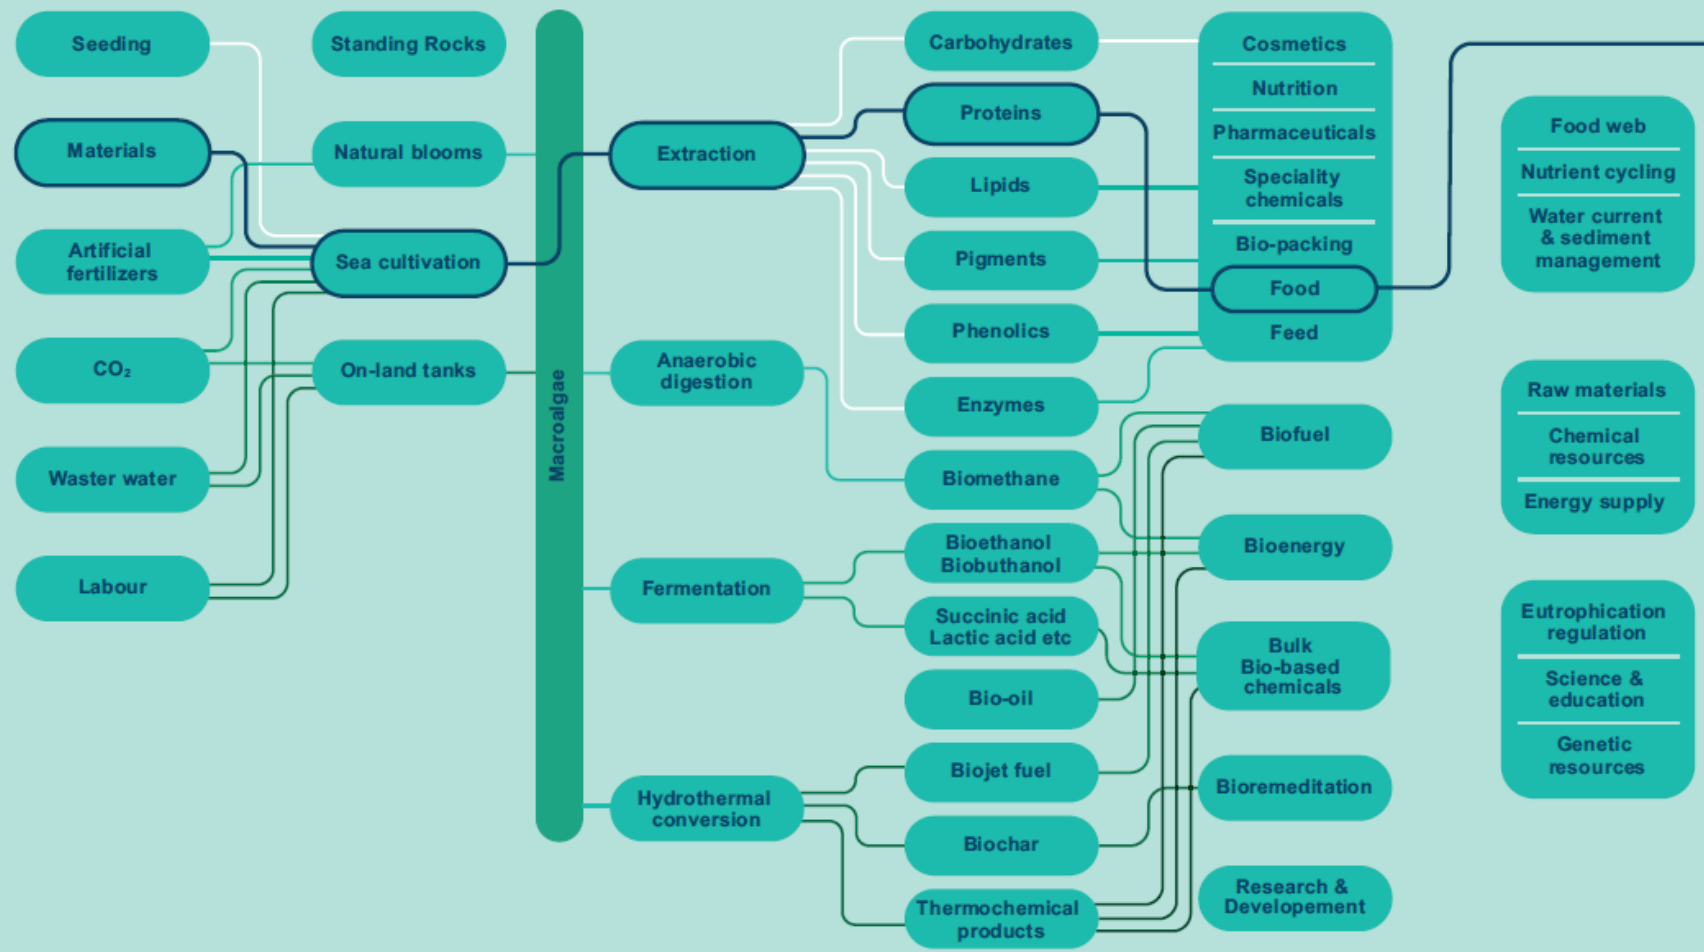 Seeding
Materials
Artificial
fertilizers
CO₂
Waster water
Labour
Standing Rocks
Natural blooms
Sea cultivation
On-land tanks
Macroalgae
Extraction
Anaerobic
digestion
Fermentation
Hydrothermal
conversion
Carbohydrates
Proteins
Lipids
Pigments
Phenolics
Enzymes
Biomethane
Bioethanol
Biobuthanol
Succinic acid
Lactic acid etc
Bio-oil
Biojet fuel
Biochar
Thermochemical
products
Cosmetics
Nutrition
Pharmaceuticals
Speciality
chemicals
Bio-packing
Food
Feed
Biofuel
Bioenergy
Bulk
Bio-based
chemicals
Bioremeditation
Research &
Developement
Food web
Nutrient cycling
Water current
& sediment
management
Raw materials
Chemical
resources
Energy supply
Eutrophication
regulation
Science &
education
Genetic
resources